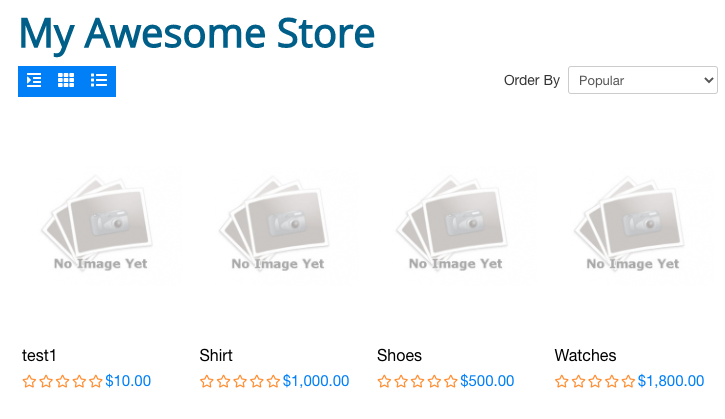 My Awesome Store
Order By Popular
No Image Yet No Image Yet No Image Yet No Image Yet
test1 Shirt Shoes Watches
$10.00 $1,000.00 $500.00 $1,800.00